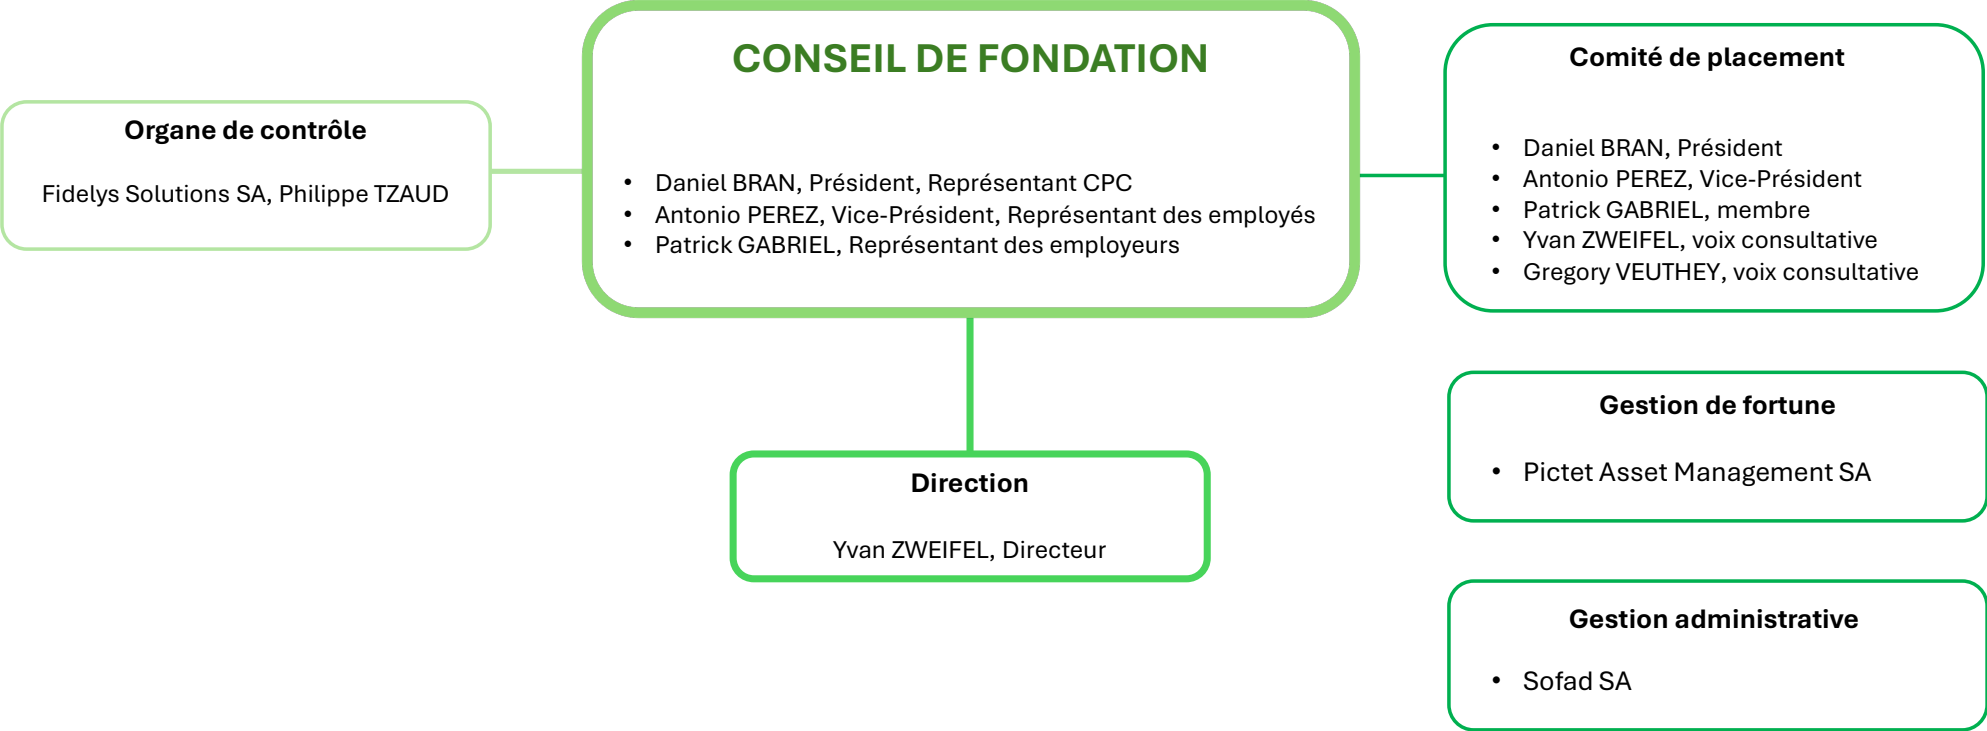 CONSEIL DE FONDATION
• Daniel BRAN, Président, Représentant CPC
• Antonio PEREZ, Vice-Président, Représentant des employés
• Patrick GABRIEL, Représentant des employeurs
Organe de contrôle
Fidelys Solutions SA, Philippe TZAUD
Comité de placement
• Daniel BRAN, Président
• Antonio PEREZ, Vice-Président
• Patrick GABRIEL, membre
• Yvan ZWEIFEL, voix consultative
• Gregory VEUTHEY, voix consultative
Direction
Yvan ZWEIFEL, Directeur
Gestion de fortune
• Pictet Asset Management SA
Gestion administrative
• Sofad SA